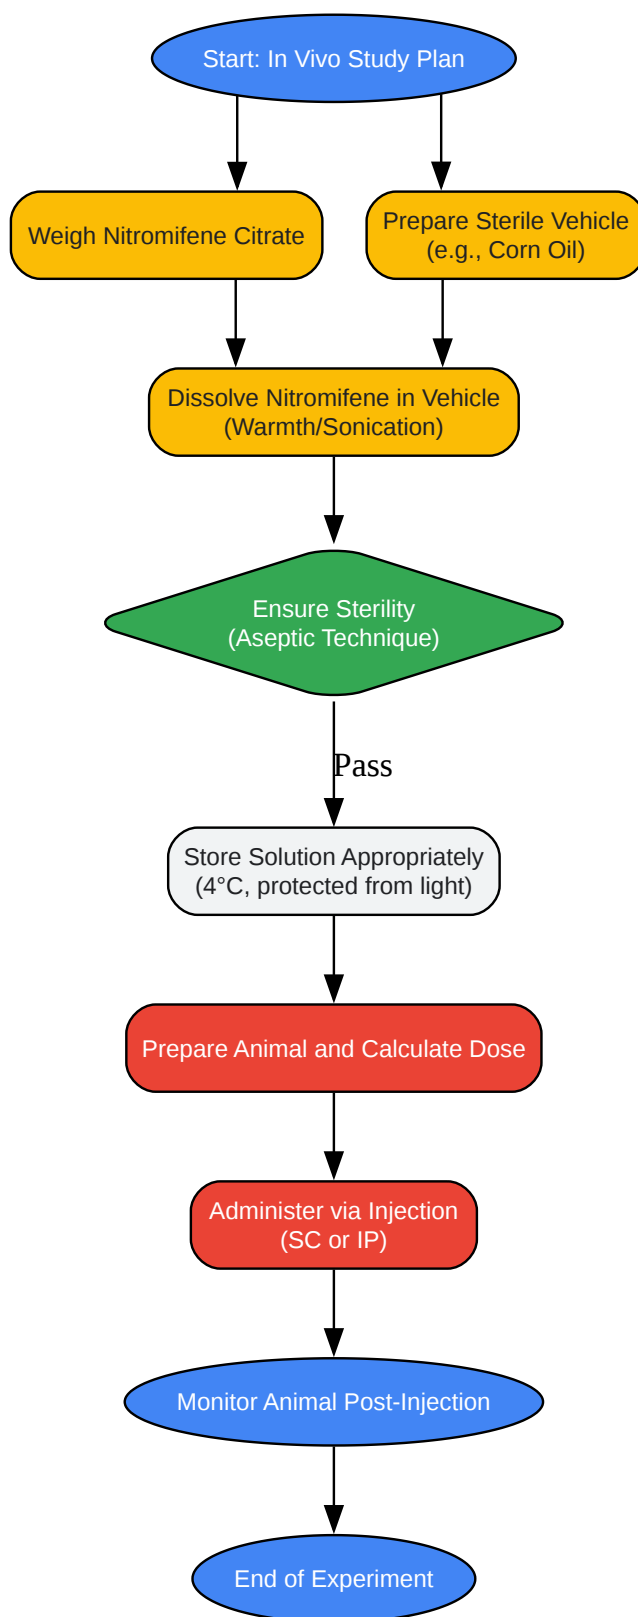 Start: In Vivo Study Plan
Weigh Nitromifene Citrate
Prepare Sterile Vehicle
(e.g., Corn Oil)
Dissolve Nitromifene in Vehicle
(Warmth/Sonication)
Ensure Sterility
(Aseptic Technique)
Pass
Store Solution Appropriately
(4°C, protected from light)
Prepare Animal and Calculate Dose
Administer via Injection
(SC or IP)
Monitor Animal Post-Injection
End of Experiment